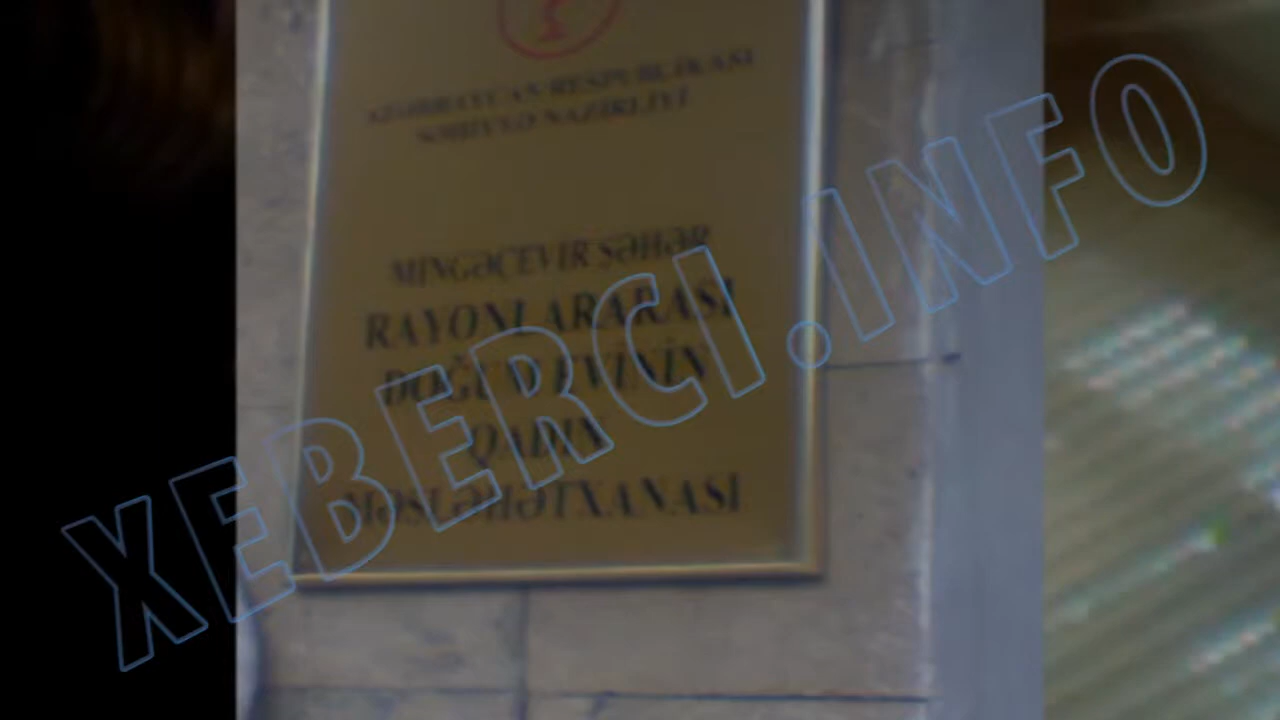 AZƏRBAYCAN RESPUBLİKASI
SƏHİYYƏ NAZİRLİYİ
MİNGƏÇEVİR ŞƏHƏR
RAYONLARARASI
DOĞUM EVİNİN
QADIN
MƏSLƏHƏTXANASI
XEBERCI.INFO